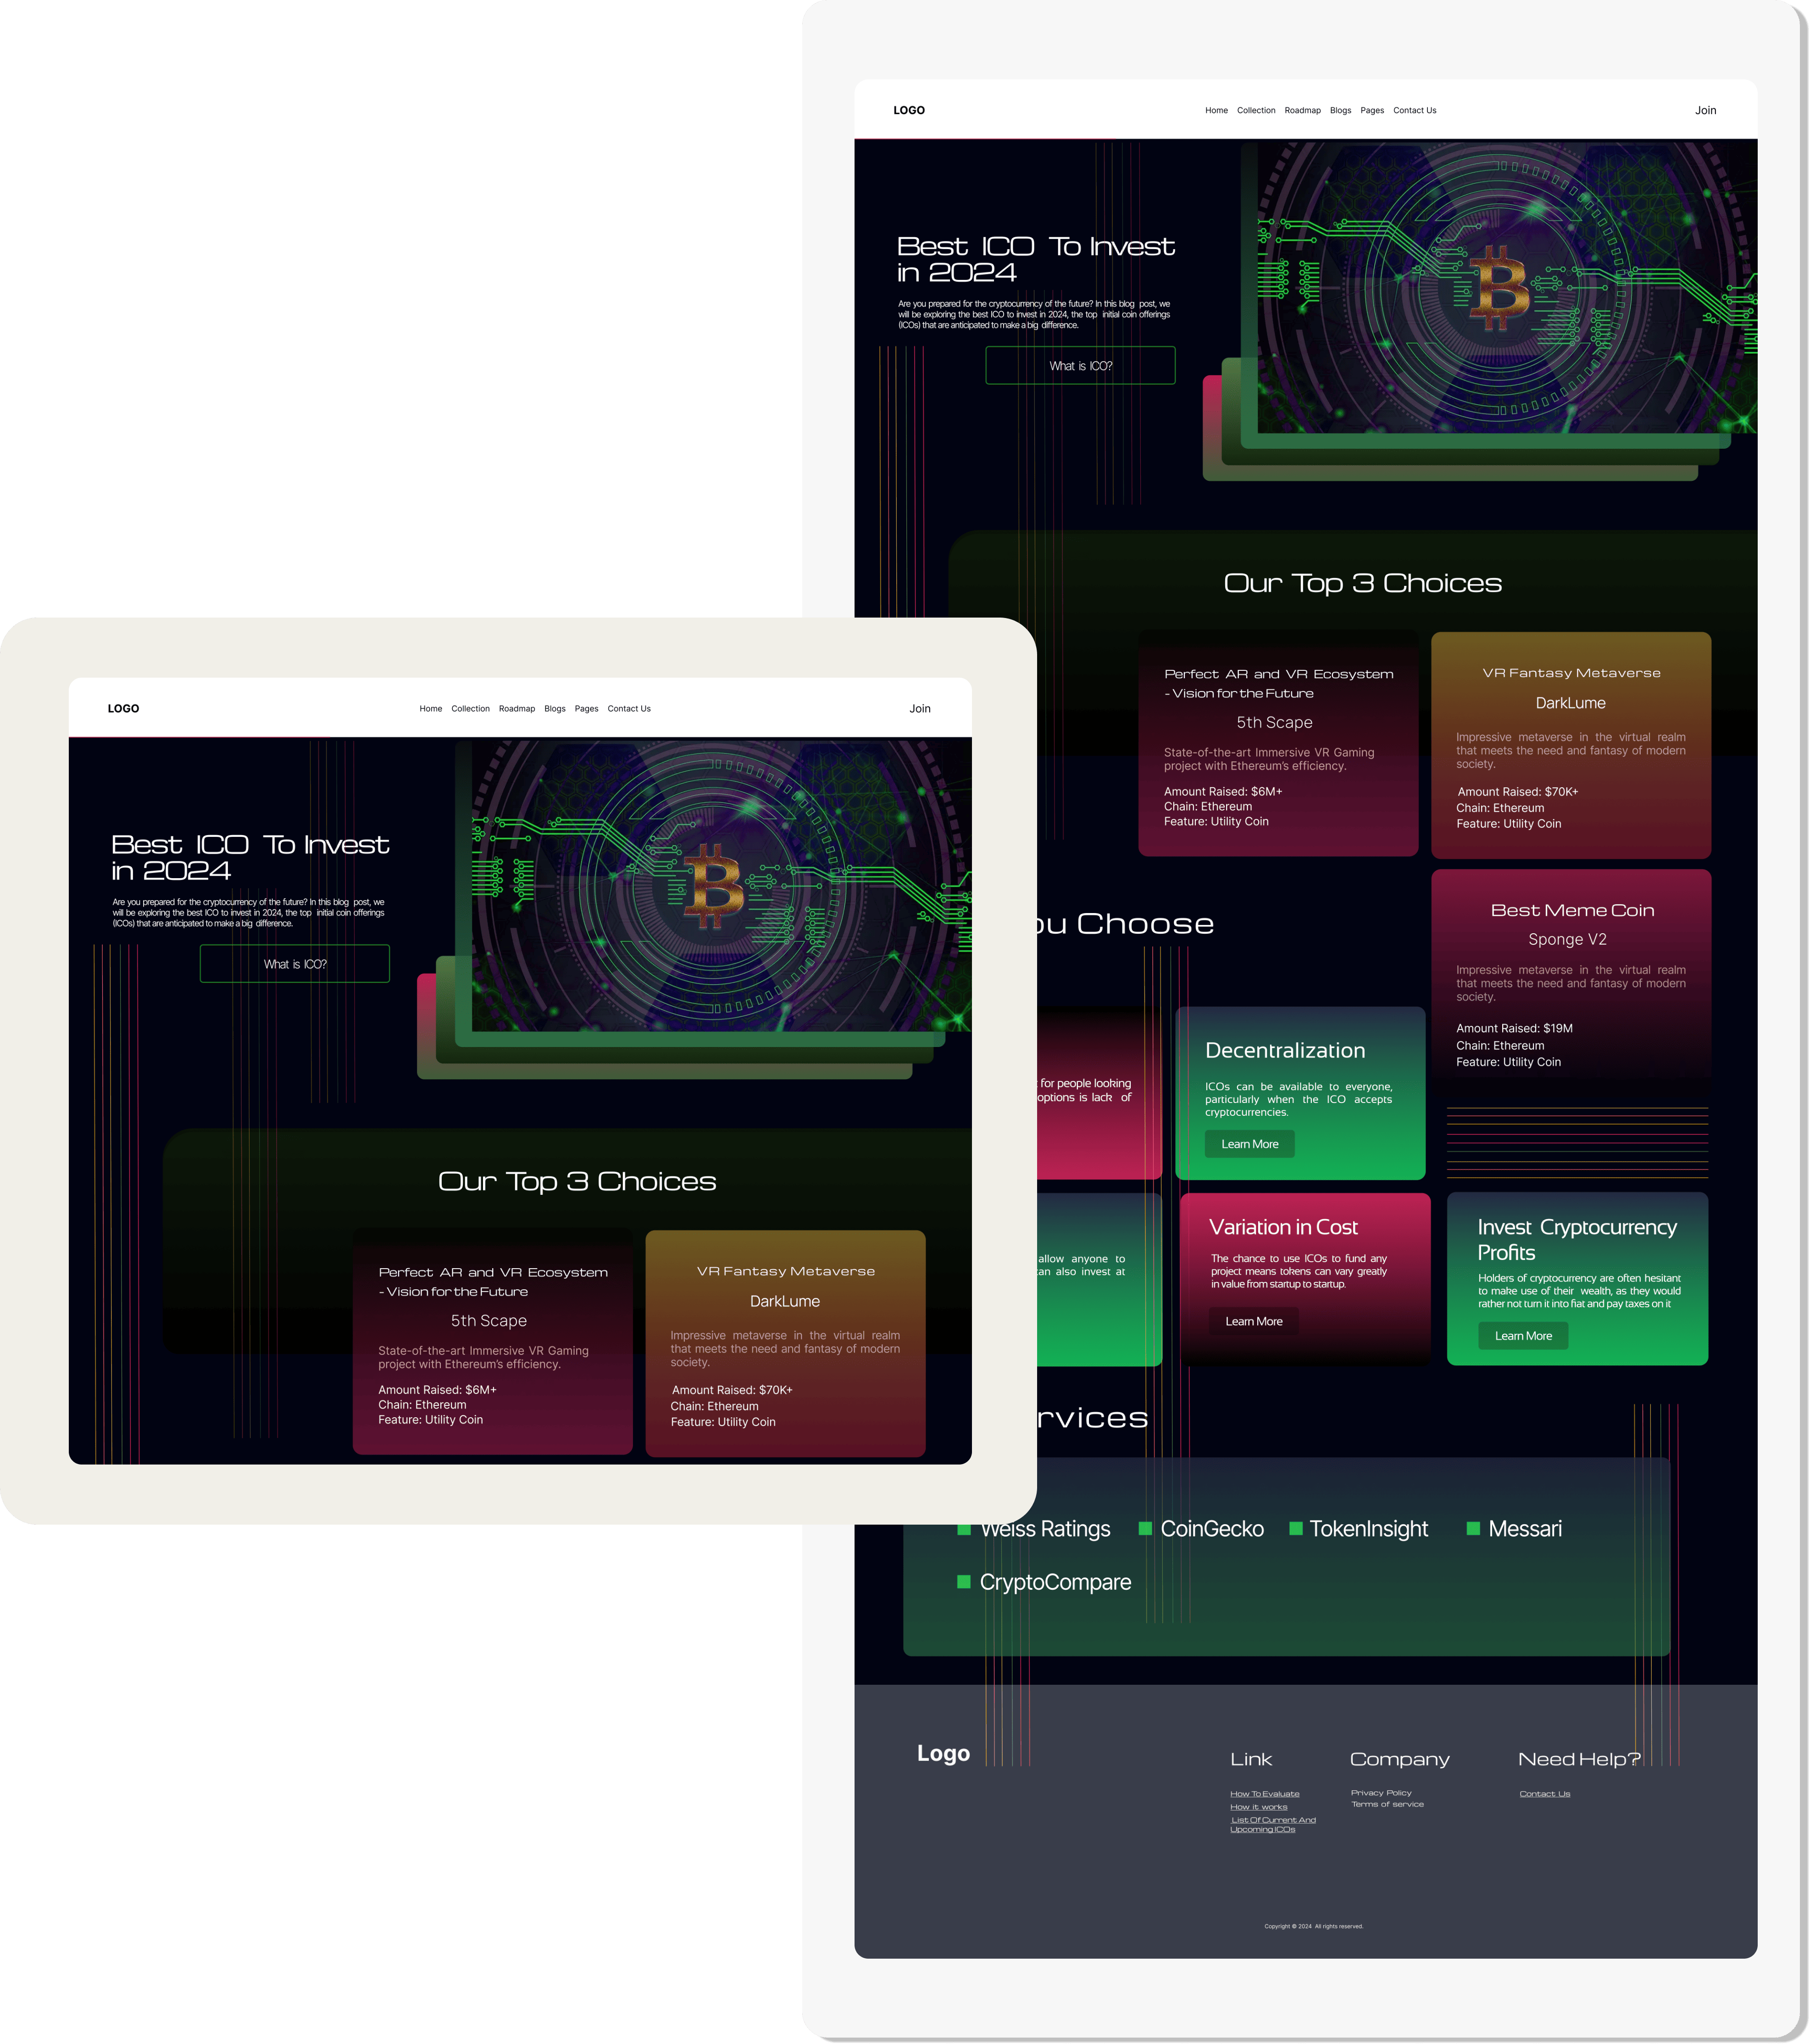 LOGO
Home Collection Roadmap Blogs Pages Contact Us
Join
Best ICO To Invest
in 2024
Are you prepared for the cryptocurrency of the future? In this blog post, we
will be exploring the best ICO to invest in 2024, the top initial coin offerings
(ICOs) that are anticipated to make a big difference.
What is ICO?
Our Top 3 Choices
Perfect AR and VR Ecosystem
- Vision for the Future
5th Scape
State-of-the-art Immersive VR Gaming
project with Ethereum's efficiency.
Amount Raised: $6M+
Chain: Ethereum
Feature: Utility Coin
VR Fantasy Metaverse
DarkLume
Impressive metaverse in the virtual realm
that meets the need and fantasy of modern
society.
Amount Raised: $70K+
Chain: Ethereum
Feature: Utility Coin
LOGO
Home Collection Roadmap Blogs Pages Contact Us
Join
Best ICO To Invest
in 2024
Are you prepared for the cryptocurrency of the future? In this blog post, we
will be exploring the best ICO to invest in 2024, the top initial coin offerings
(ICOs) that are anticipated to make a big difference.
What is ICO?
Our Top 3 Choices
Perfect AR and VR Ecosystem
- Vision for the Future
5th Scape
State-of-the-art Immersive VR Gaming
project with Ethereum's efficiency.
Amount Raised: $6M+
Chain: Ethereum
Feature: Utility Coin
VR Fantasy Metaverse
DarkLume
Impressive metaverse in the virtual realm
that meets the need and fantasy of modern
society.
Amount Raised: $70K+
Chain: Ethereum
Feature: Utility Coin
Best Meme Coin
Sponge V2
Impressive metaverse in the virtual realm
that meets the need and fantasy of modern
society.
Amount Raised: $19M
Chain: Ethereum
Feature: Utility Coin
Choose
for people looking
options is lack of
Decentralization
ICOs can be available to everyone,
particularly when the ICO accepts
cryptocurrencies.
Learn More
allow anyone to
also invest at
Variation in Cost
The chance to use ICOs to fund any
project means tokens can vary greatly
in value from startup to startup.
Learn More
Invest Cryptocurrency
Profits
Holders of cryptocurrency are often hesitant
to make use of their wealth, as they would
rather not turn it into fiat and pay taxes on it
Learn More
Weiss Ratings
CoinGecko
TokenInsight
Messari
CryptoCompare
Logo
Link
How To Evaluate
How it works
List Of Current And
Upcoming ICOs
Company
Privacy Policy
Terms of service
Need Help?
Contact Us
Copyright © 2024 All rights reserved.